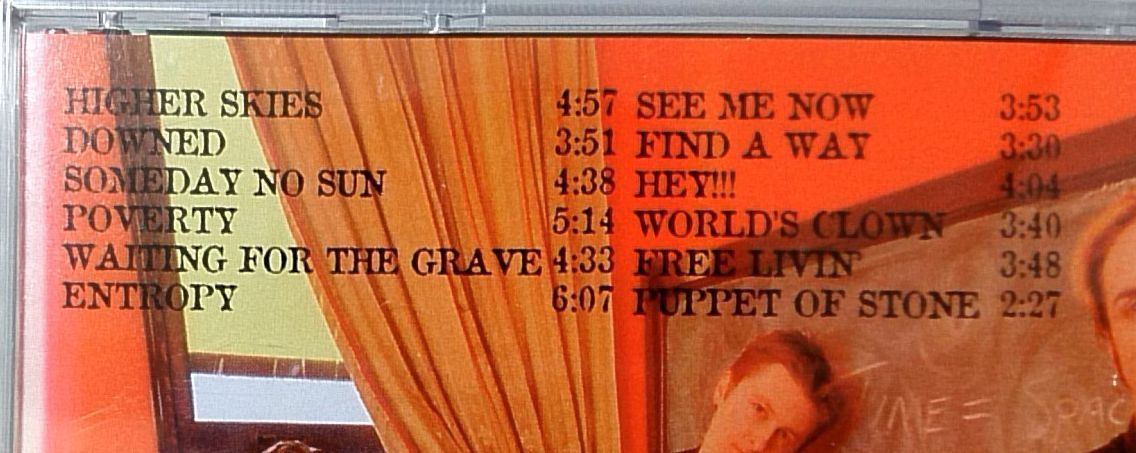 HIGHER SKIES 4:57
DOWNED 3:51
SOMEDAY NO SUN 4:38
POVERTY 5:14
WAITING FOR THE GRAVE 4:33
ENTROPY 6:07
SEE ME NOW 3:53
FIND A WAY 3:30
HEY!!! 4:04
WORLD'S CLOWN 3:40
FREE LIVIN' 3:48
PUPPET OF STONE 2:27